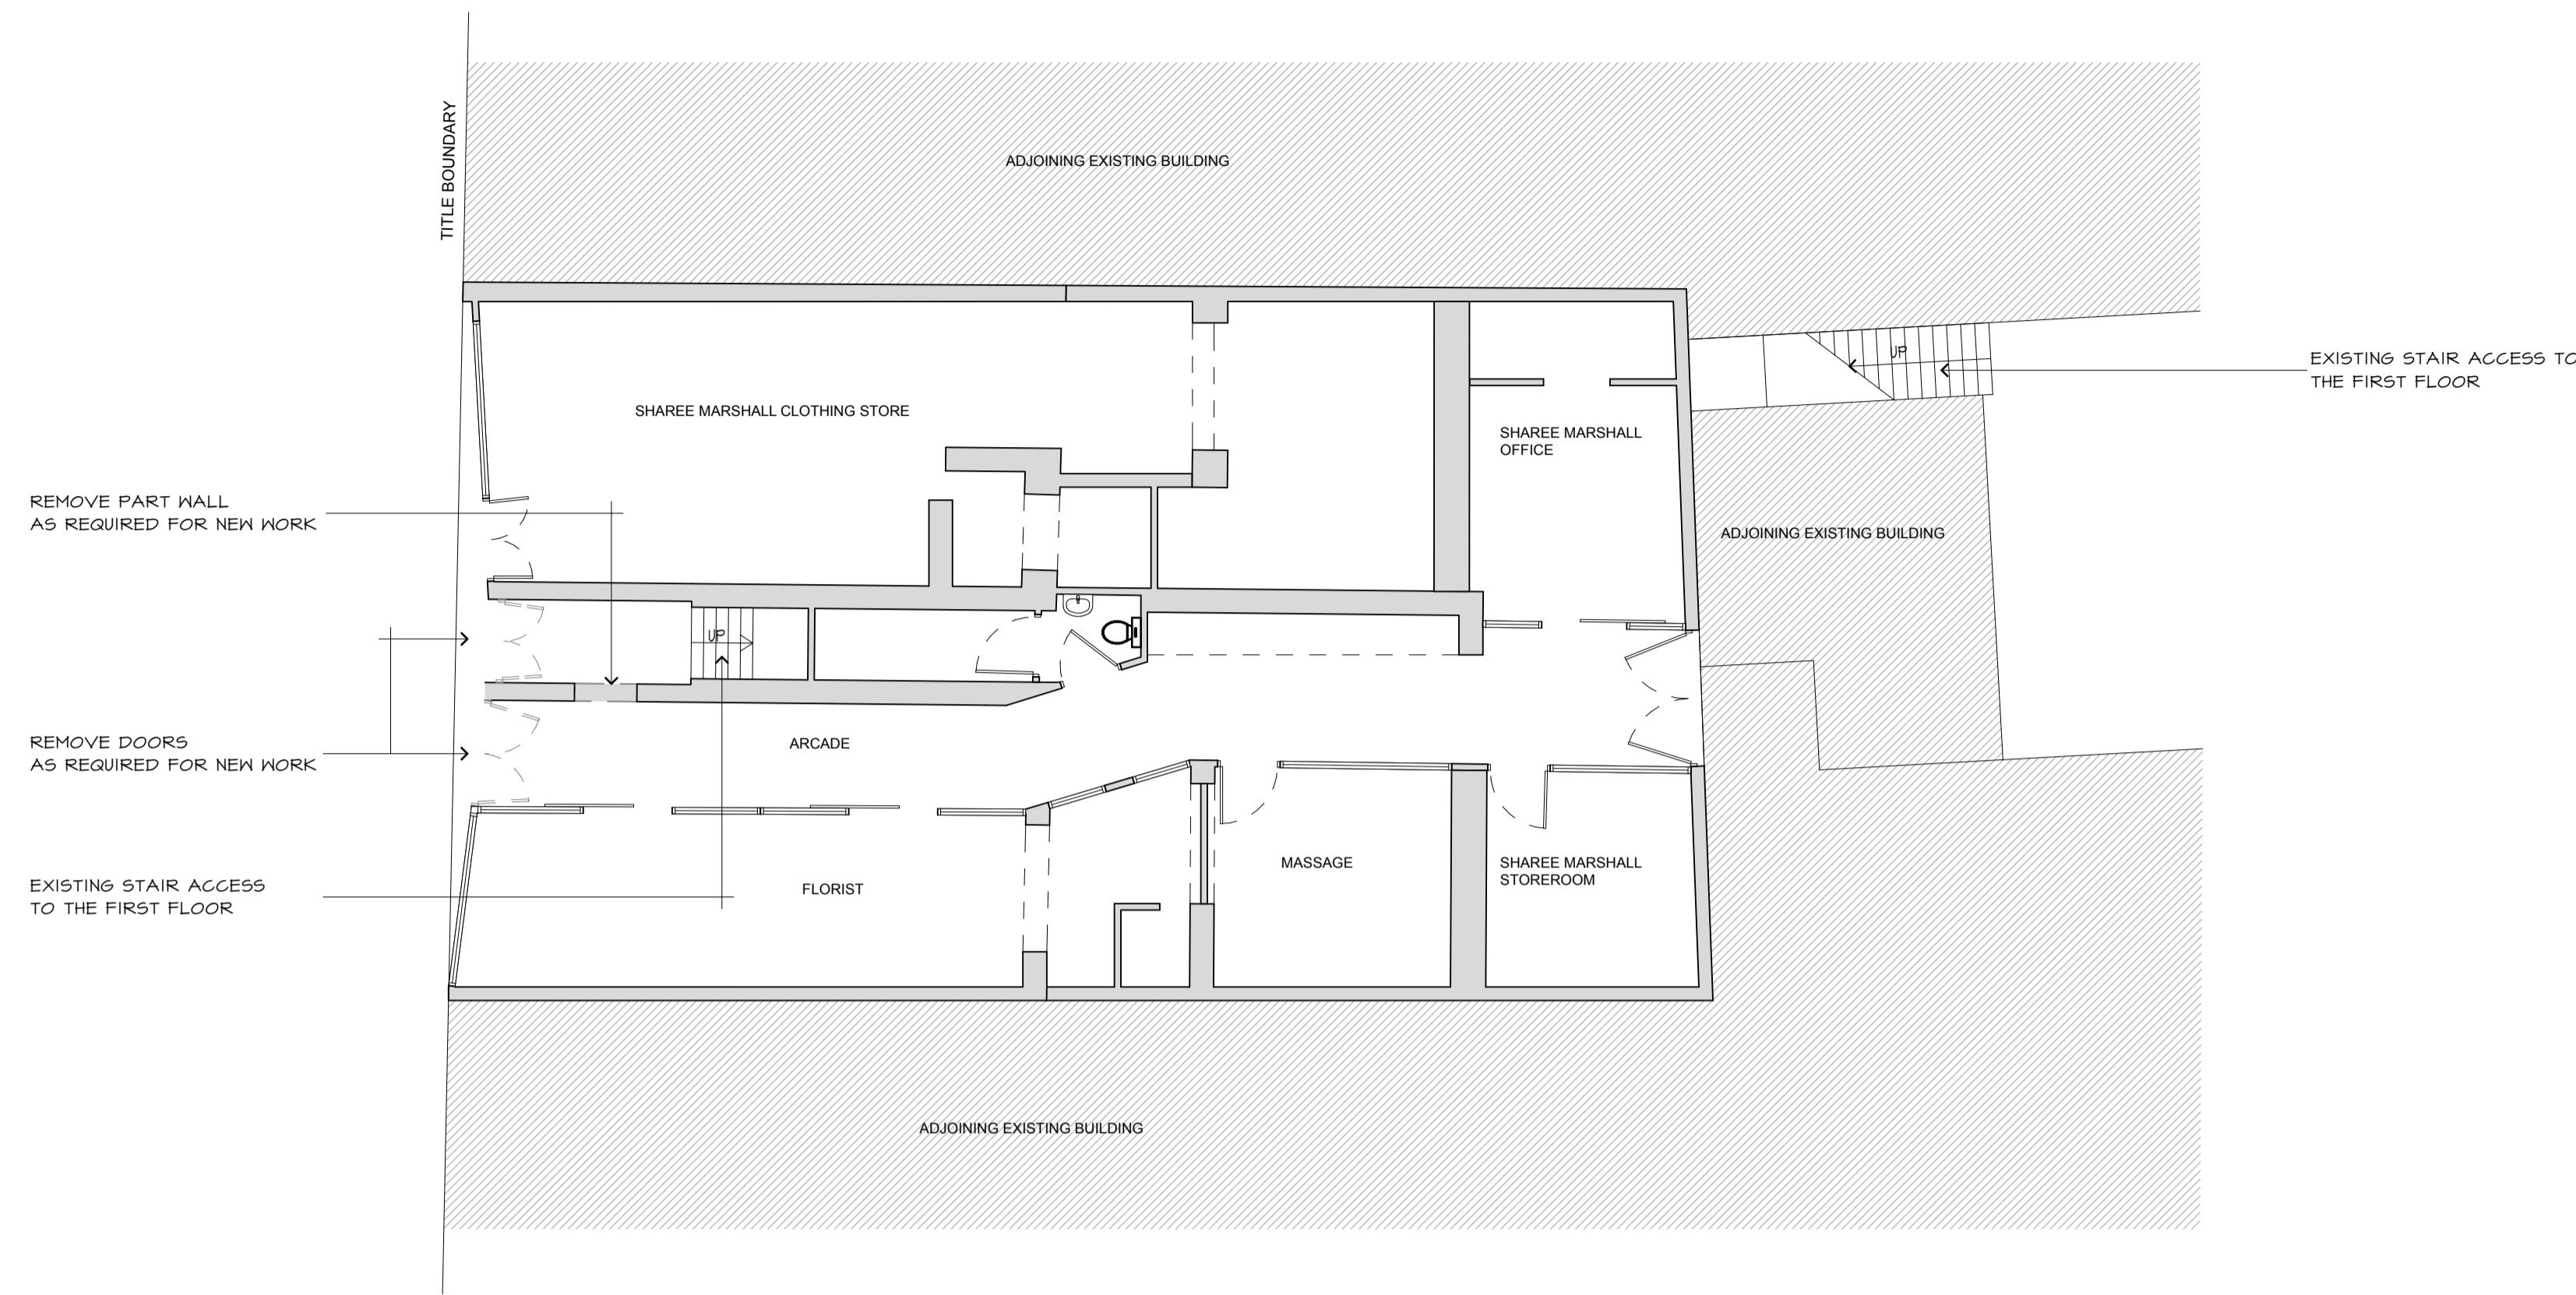 TITLE BOUNDARY
ADJOINING EXISTING BUILDING
UP
EXISTING STAIR ACCESS TO
THE FIRST FLOOR
SHAREE MARSHALL CLOTHING STORE
SHAREE MARSHALL
OFFICE
REMOVE PART WALL
AS REQUIRED FOR NEW WORK
ADJOINING EXISTING BUILDING
UP
REMOVE DOORS
AS REQUIRED FOR NEW WORK
ARCADE
EXISTING STAIR ACCESS
TO THE FIRST FLOOR
FLORIST
MASSAGE
SHAREE MARSHALL
STOREROOM
ADJOINING EXISTING BUILDING